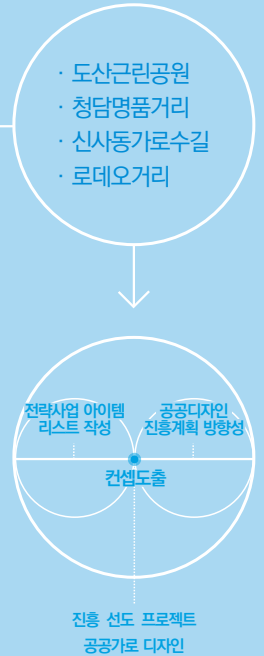 · 도산근린공원
· 청담명품거리
· 신사동가로수길
· 로데오거리
전략사업 아이템
리스트 작성
공공디자인
진흥계획 방향성
컨셉도출
진흥 선도 프로젝트
공공가로 디자인